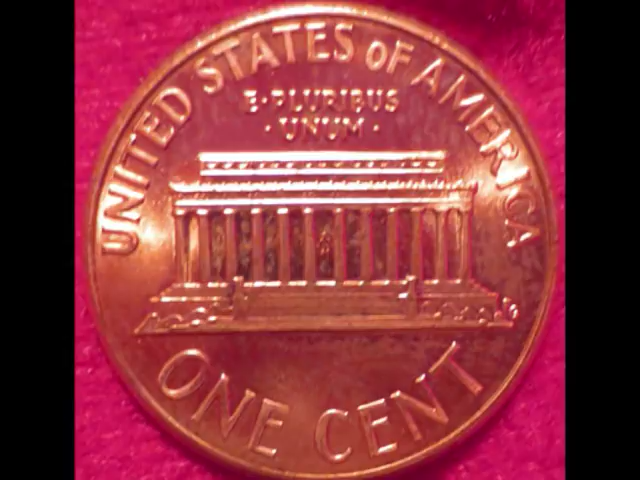 UNITED STATES oF AMERICA
E·PLURIBUS
·UNUM·
ONE CENT